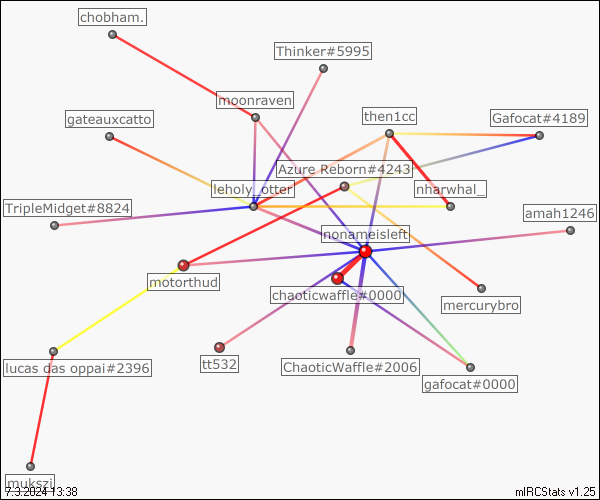 chobham.
Thinker#5995
moonraven
gateauxcatto
then1cc
Gafocat#4189
Azure Reborn#4243
leholy_otter
nharwhal_
TripleMidget#8824
amah1246
nonameisleft
motorthud
chaoticwaffle#0000
mercurybro
lucas das oppai#2396
tt532
ChaoticWaffle#2006
gafocat#0000
mukszi
7.3.2024 13:38
mIRCStats v1.25